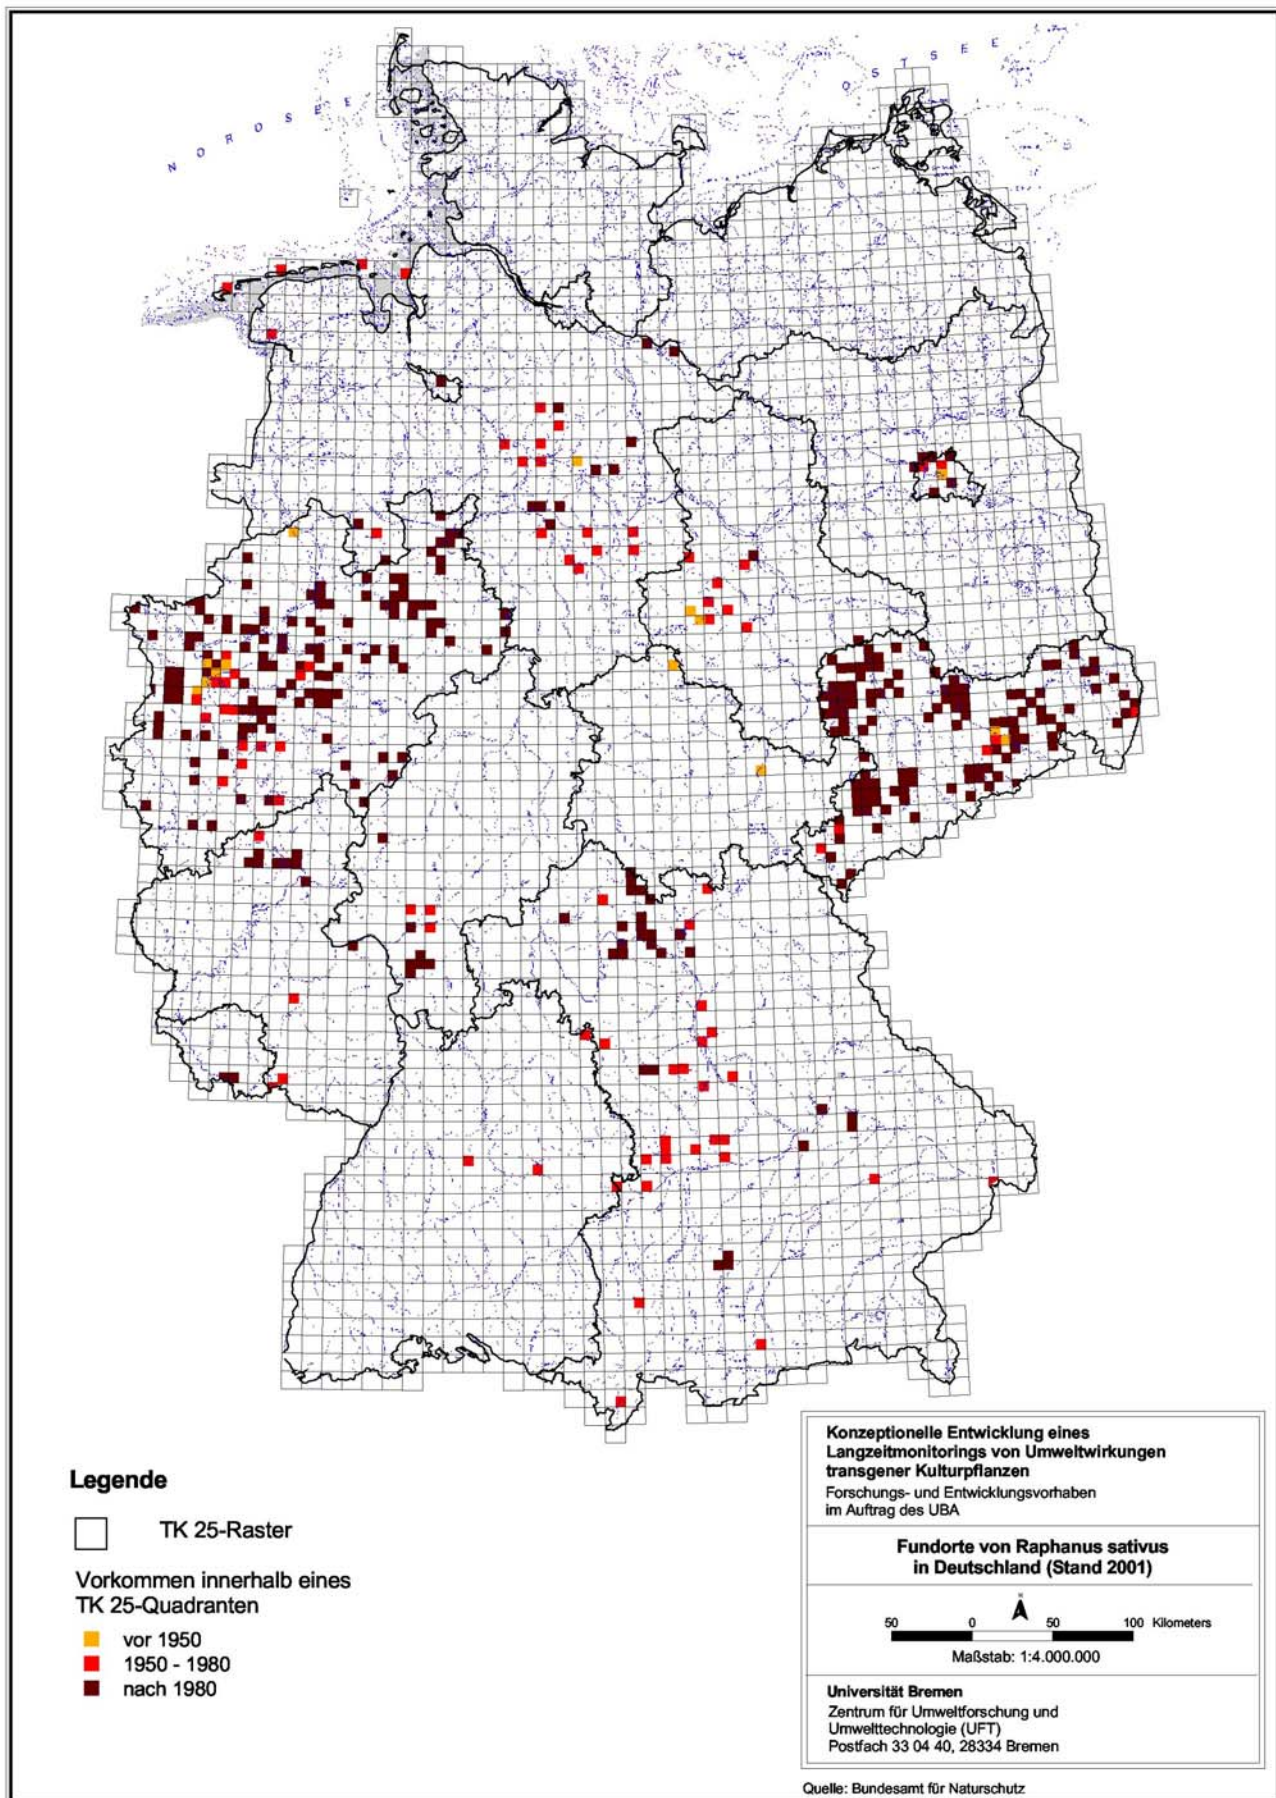 NORDSEE
OSTSEE
Legende
TK 25-Raster
Vorkommen innerhalb eines
TK 25-Quadranten
vor 1950
1950 - 1980
nach 1980
Konzeptionelle Entwicklung eines
Langzeitmonitorings von Umweltwirkungen
transgener Kulturpflanzen
Forschungs- und Entwicklungsvorhaben
im Auftrag des UBA
Fundorte von Raphanus sativus
in Deutschland (Stand 2001)
N
50 0 50 100 Kilometers
Maßstab: 1:4.000.000
Universität Bremen
Zentrum für Umweltforschung und
Umwelttechnologie (UFT)
Postfach 33 04 40, 28334 Bremen
Quelle: Bundesamt für Naturschutz